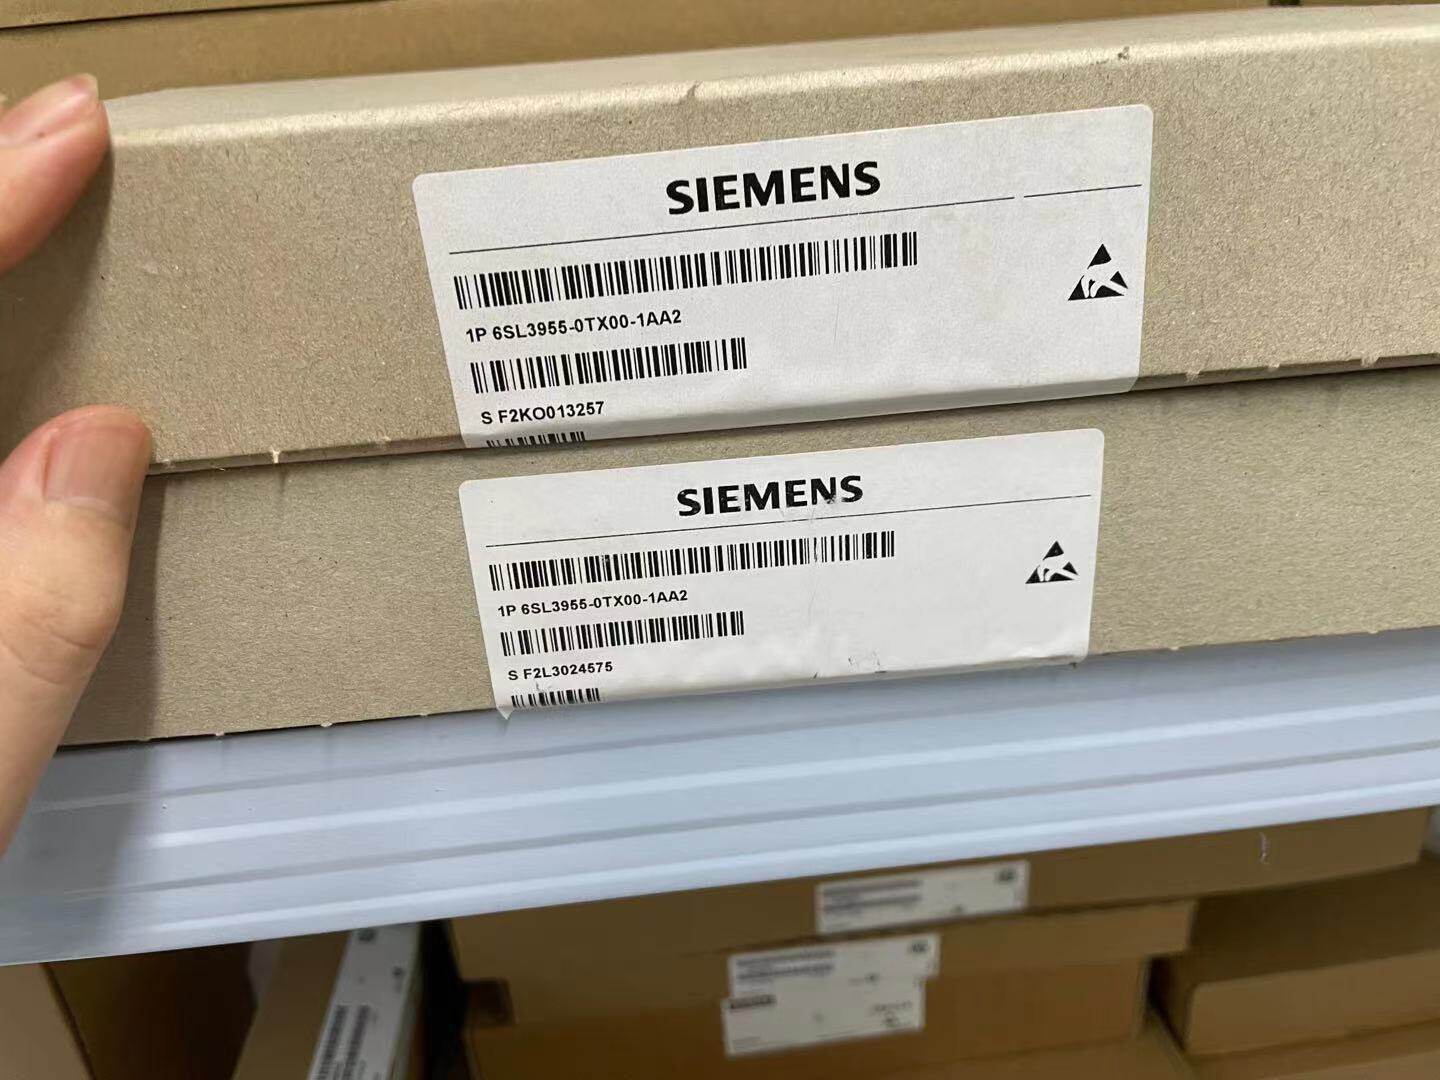 SIEMENS
1P 6SL3955-0TX00-1AA2
S F2KO013257
SIEMENS
1P 6SL3955-0TX00-1AA2
S F2L3024575